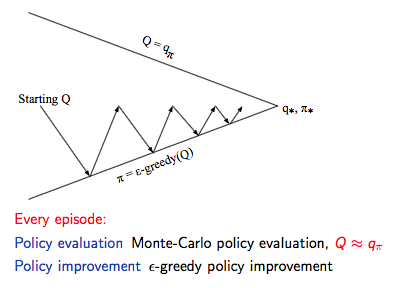 Q = qπ
Starting Q
q*, π*
π = ε-greedy(Q)
Every episode:
Policy evaluation Monte-Carlo policy evaluation, Q ≈ qπ
Policy improvement ϵ-greedy policy improvement